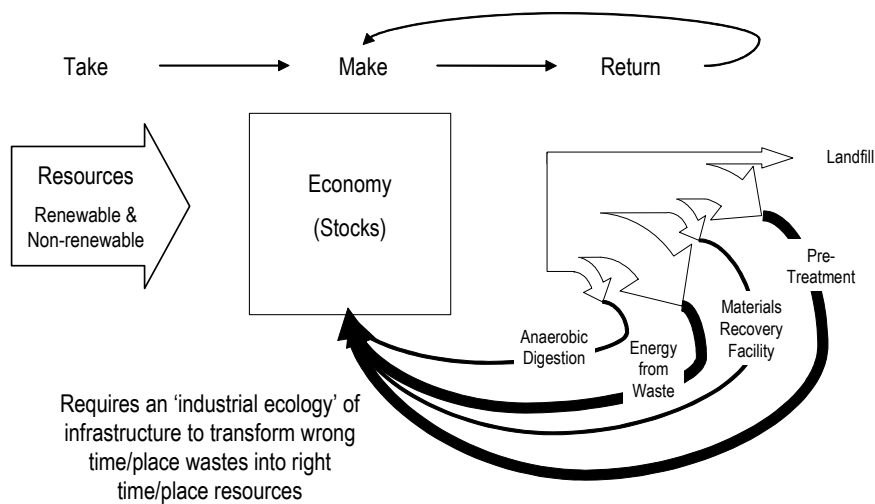 Take
Make
Return
Resources
Renewable &
Non-renewable
Economy
(Stocks)
Landfill
Pre-
Treatment
Materials
Recovery
Facility
Energy
from
Waste
Anaerobic
Digestion
Requires an ‘industrial ecology’ of
infrastructure to transform wrong
time/place wastes into right
time/place resources